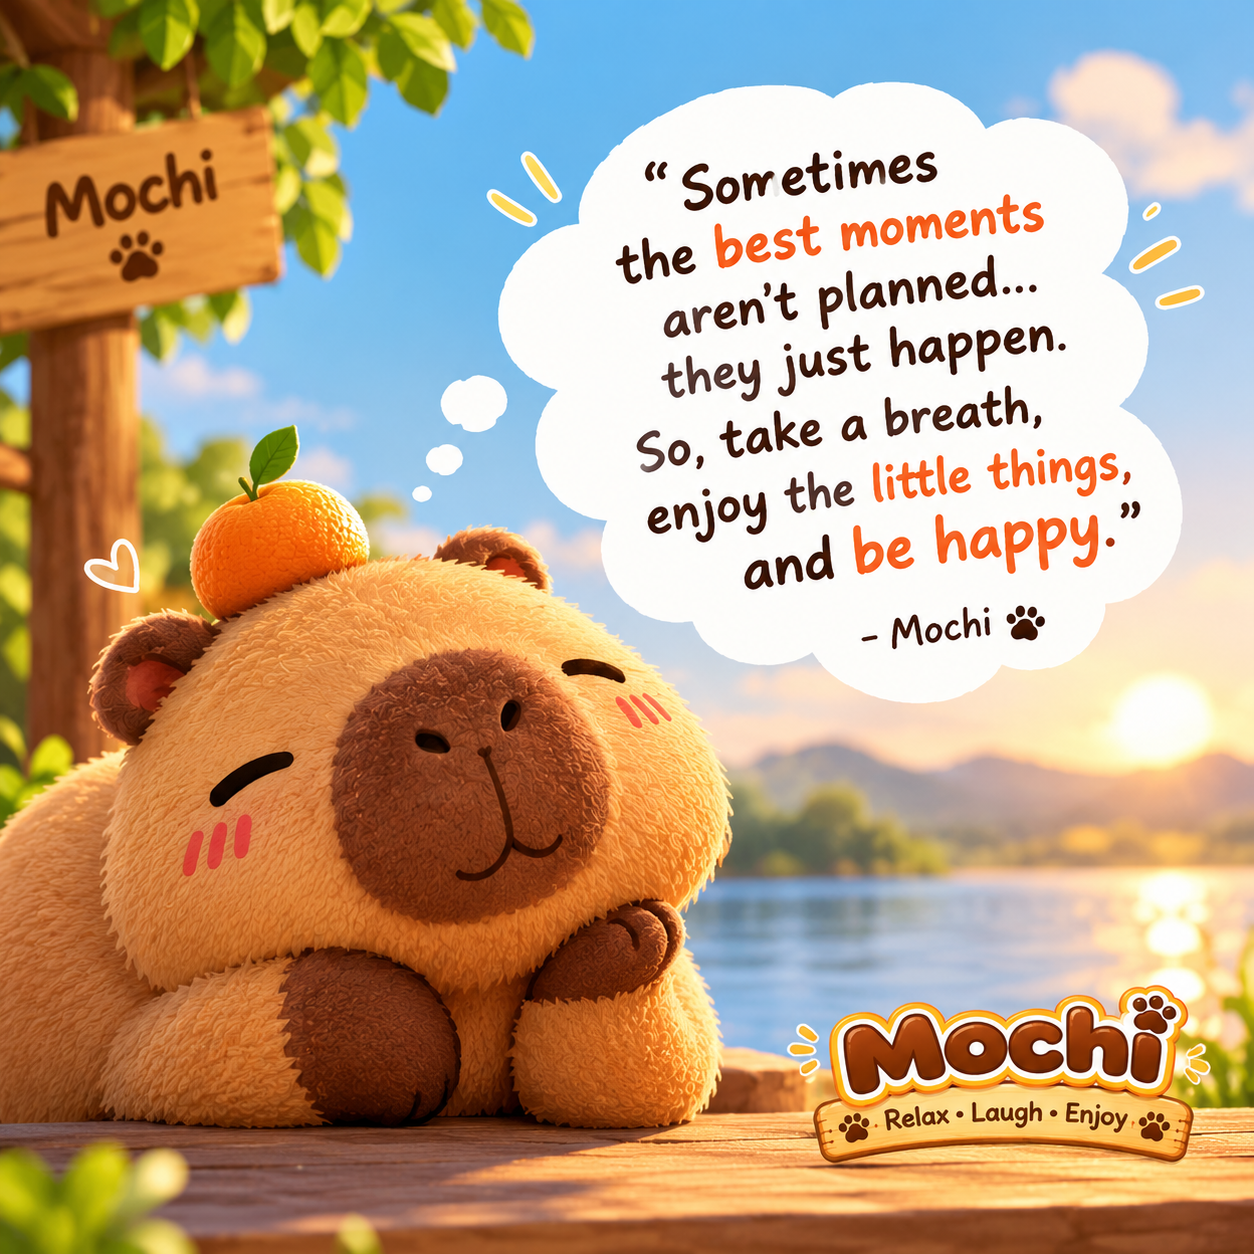 Mochi
“Sometimes
the best moments
aren’t planned...
they just happen.
So, take a breath,
enjoy the little things,
and be happy.”
- Mochi
Mochi
Relax • Laugh • Enjoy